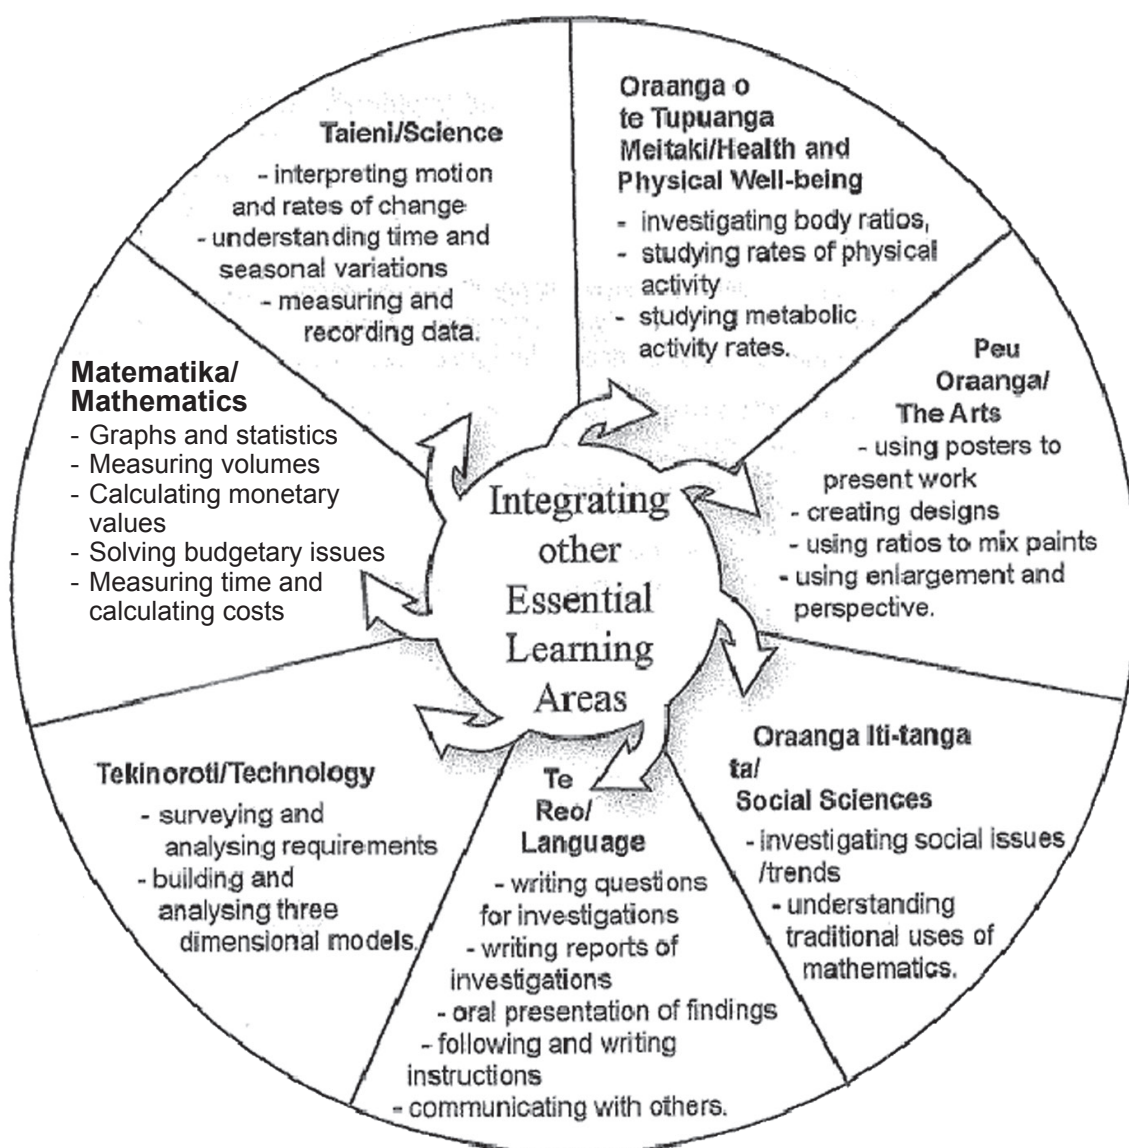 Taieni/Science
- interpreting motion
and rates of change
- understanding time and
seasonal variations
- measuring and
recording data.
Oraanga o
te Tupuanga
Meitaki/Health and
Physical Well-being
- investigating body ratios,
- studying rates of physical
activity
- studying metabolic
activity rates.
Peu
Oraanga/
The Arts
- using posters to
present work
- creating designs
- using ratios to mix paints
- using enlargement and
perspective.
Oraanga Iti-tanga
ta/
Social Sciences
- investigating social issues
/trends
- understanding
traditional uses of
mathematics.
Te
Reo/
Language
- writing questions
for investigations
- writing reports of
investigations
- oral presentation of findings
- following and writing
instructions
- communicating with others.
Tekinoroti/Technology
- surveying and
analysing requirements
- building and
analysing three
dimensional models.
Matematika/
Mathematics
- Graphs and statistics
- Measuring volumes
- Calculating monetary
values
- Solving budgetary issues
- Measuring time and
calculating costs
Integrating
other
Essential
Learning
Areas